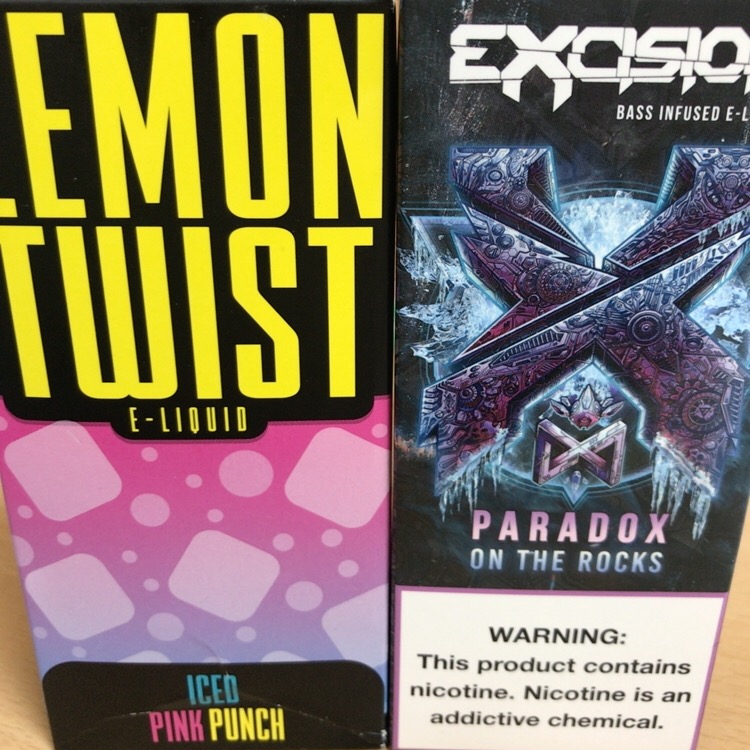 LEMON
TWIST
E-LIQUID
ICED
PINK PUNCH
EXCISIO
BASS INFUSED E-L
PARADOX
ON THE ROCKS
WARNING:
This product contains
nicotine. Nicotine is an
addictive chemical.